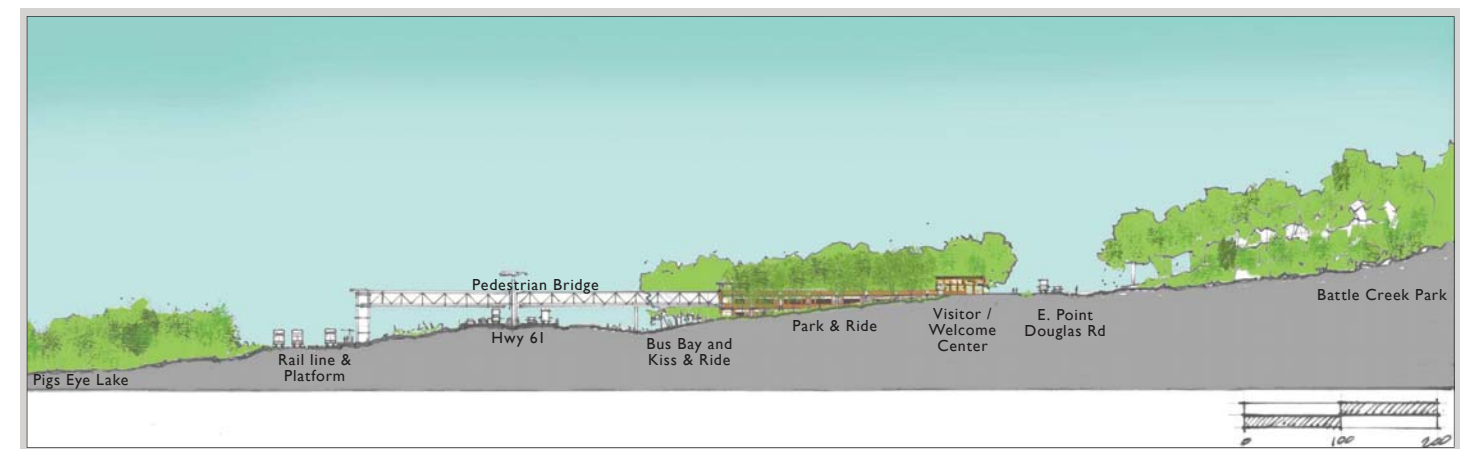 Pedestrian Bridge
Pigs Eye Lake
Rail line &
Platform
Hwy 61
Bus Bay and
Kiss & Ride
Park & Ride
Visitor /
Welcome
Center
E. Point
Douglas Rd
Battle Creek Park
0 100 200